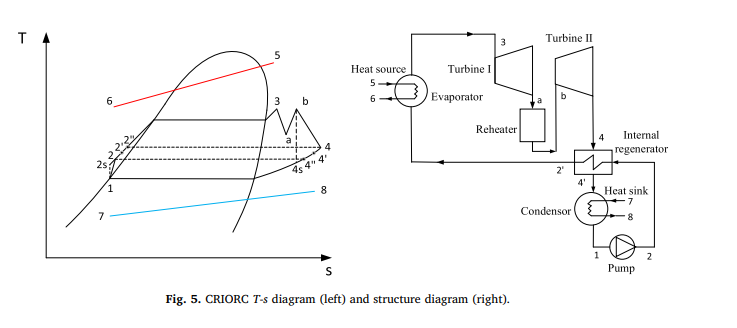 T
5
6
3
b
2"
2'
2
2s
a
4
4'
4"
4s
1
7
8
S
Turbine II
3
Turbine I
Heat source
5
6
Evaporator
a
b
Reheater
4
Internal
regenerator
2'
4'
Heat sink
7
8
Condensor
1
2
Pump
Fig. 5. CRIORC T-s diagram (left) and structure diagram (right).